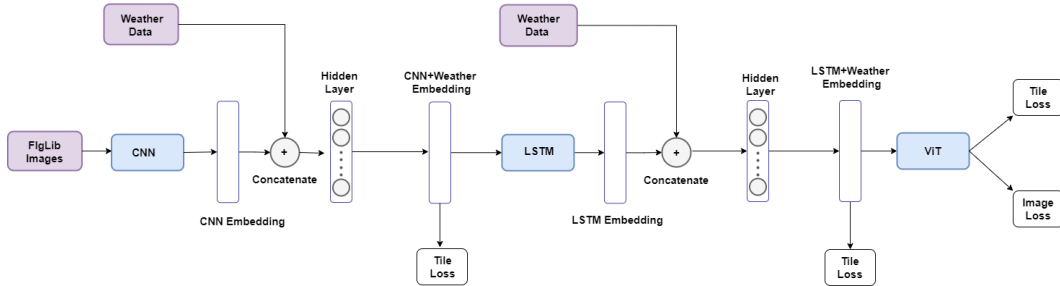 Weather
Data
Weather
Data
Hidden
Layer
CNN+Weather
Embedding
Hidden
Layer
LSTM+Weather
Embedding
Tile
Loss
FIgLib
Images
CNN
+
Concatenate
LSTM
+
Concatenate
ViT
CNN Embedding
LSTM Embedding
Image
Loss
Tile
Loss
Tile
Loss